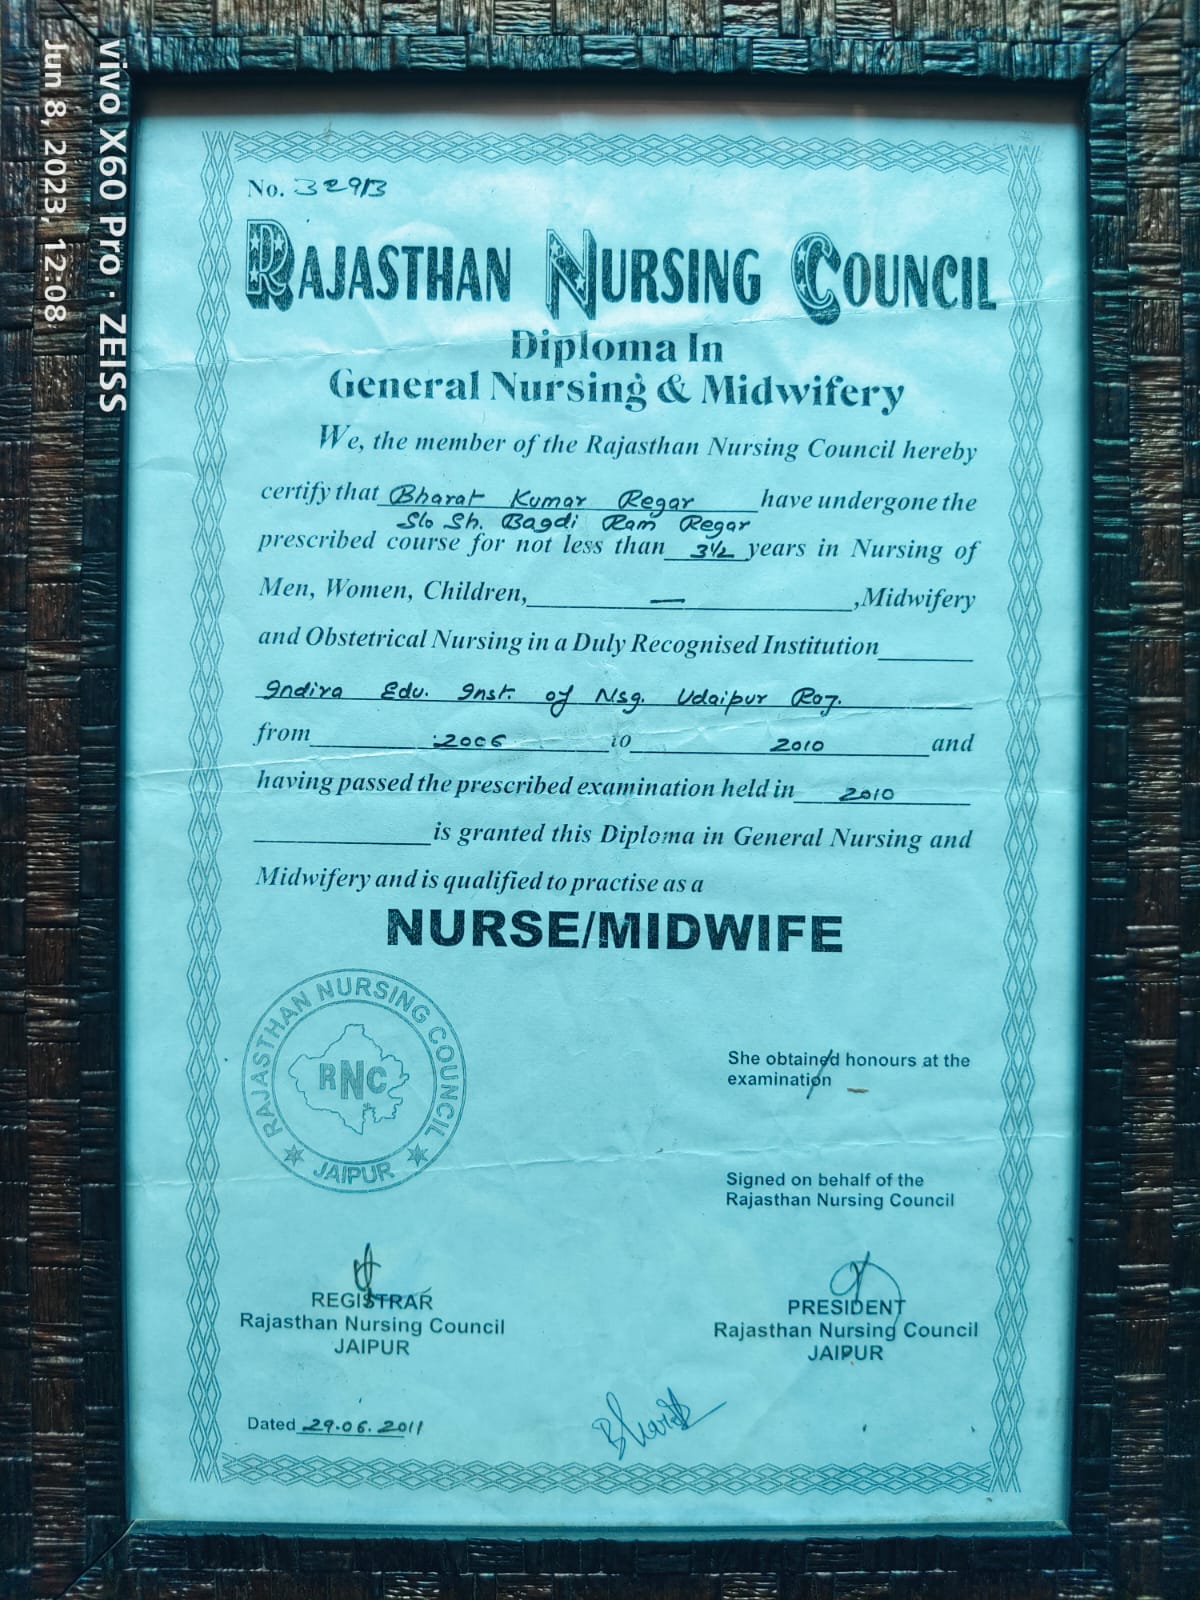 No. 32913
RAJASTHAN NURSING COUNCIL
Diploma In
General Nursing & Midwifery
We, the member of the Rajasthan Nursing Council hereby
certify that Bharat Kumar Regar have undergone the
S/o Sh. Bagdi Ram Regar
prescribed course for not less than 3½ years in Nursing of
Men, Women, Children, — ,Midwifery
and Obstetrical Nursing in a Duly Recognised Institution
Indira Edu. Inst. of Nsg. Udaipur Raj.
from 2006 to 2010 and
having passed the prescribed examination held in 2010
is granted this Diploma in General Nursing and
Midwifery and is qualified to practise as a
NURSE/MIDWIFE
RAJASTHAN NURSING COUNCIL
RNC
JAIPUR
She obtained honours at the
examination —
Signed on behalf of the
Rajasthan Nursing Council
REGISTRAR
Rajasthan Nursing Council
JAIPUR
PRESIDENT
Rajasthan Nursing Council
JAIPUR
Bharat
Dated 29.06.2011
vivo X60 Pro · ZEISS
Jun 8, 2023, 12:08